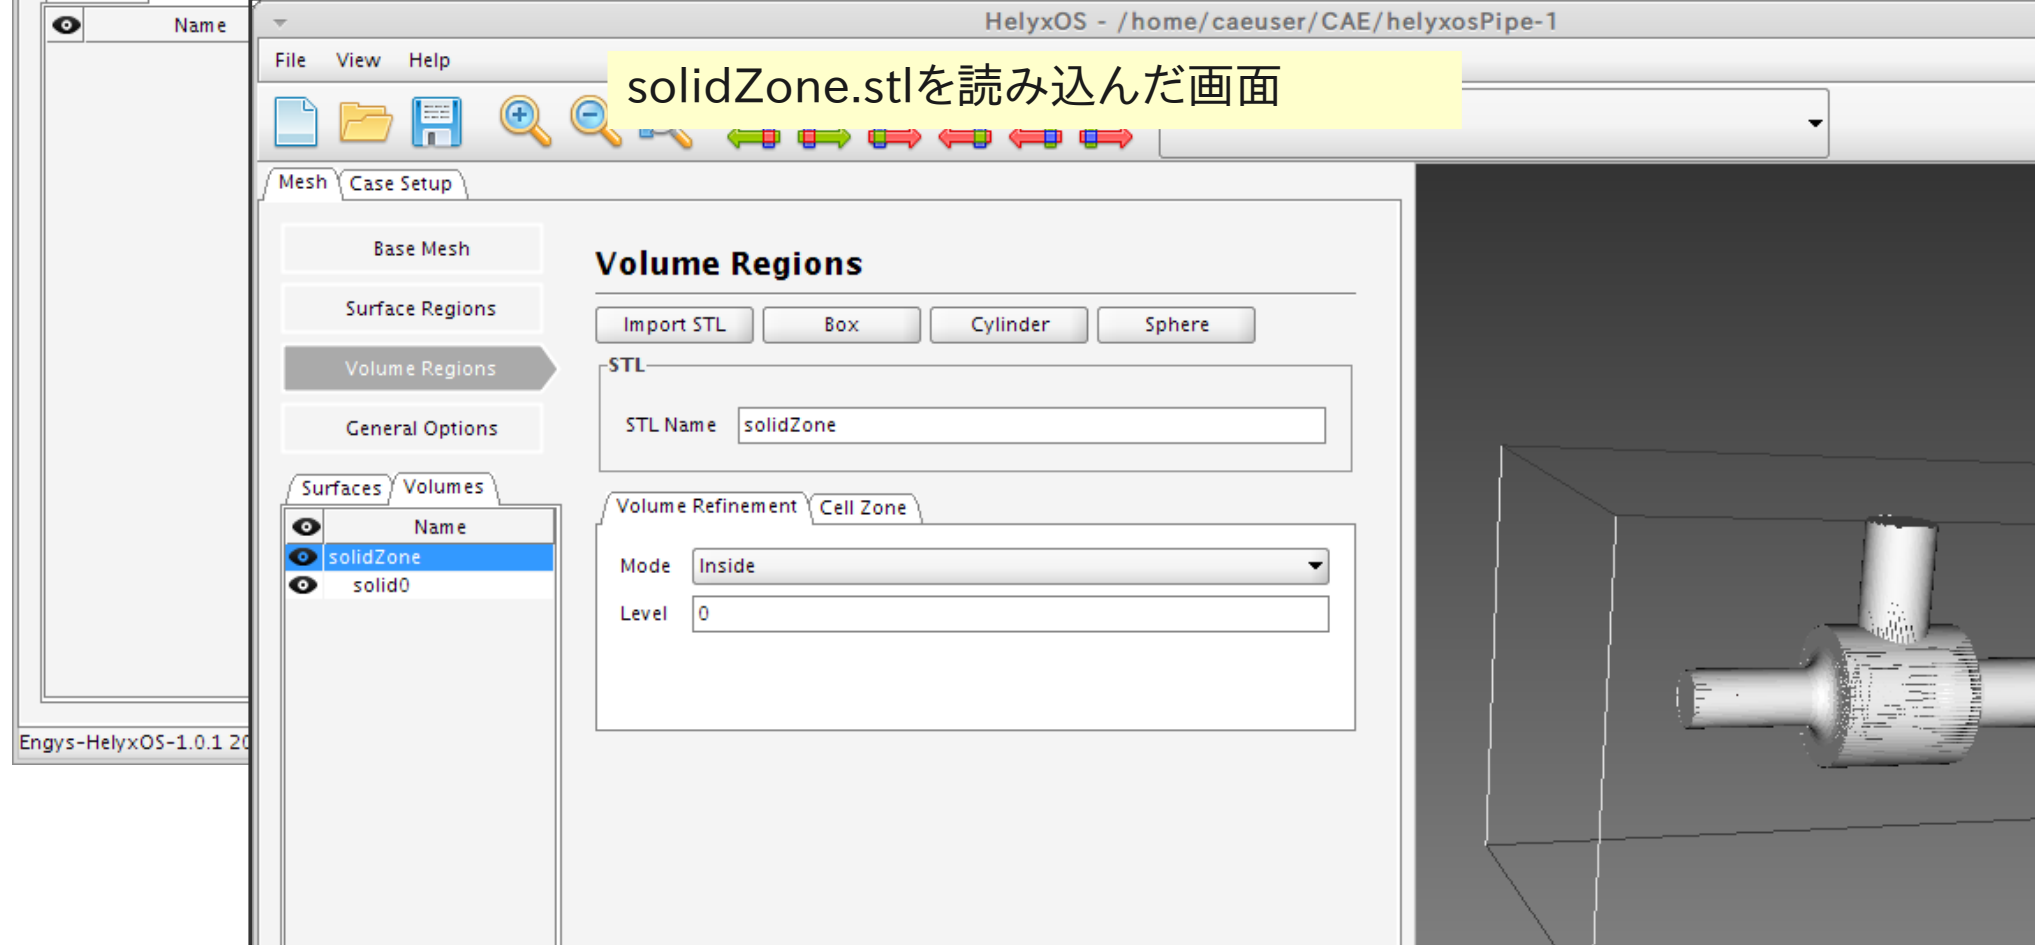 Name
HelyxOS - /home/caeuser/CAE/helyxosPipe-1
File View Help
solidZone.stlを読み込んだ画面
Mesh Case Setup
Base Mesh
Surface Regions
Volume Regions
General Options
Volume Regions
Import STL Box Cylinder Sphere
STL
STL Name solidZone
Surfaces Volumes
Name
solidZone
solid0
Volume Refinement Cell Zone
Mode Inside
Level 0
Engys-HelyxOS-1.0.1 20